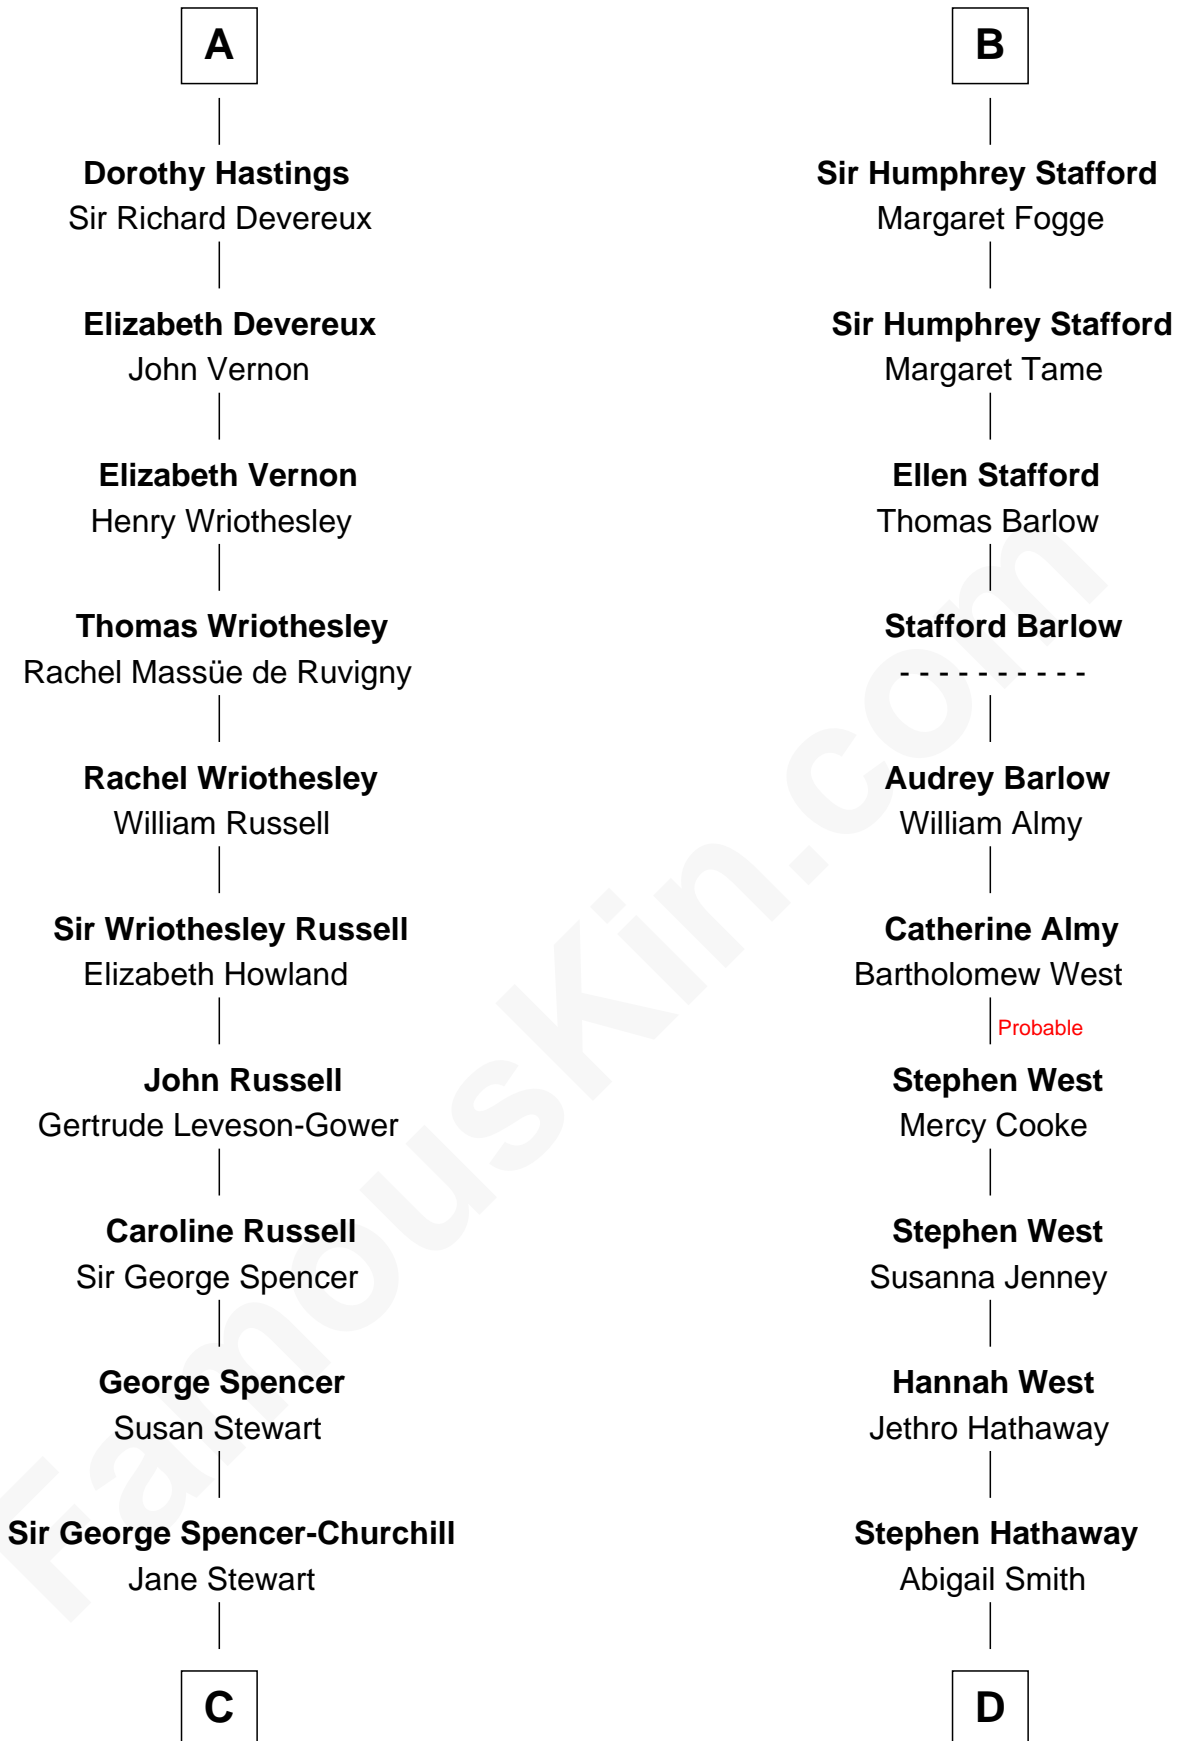 A
Dorothy Hastings
Sir Richard Devereux
Elizabeth Devereux
John Vernon
Elizabeth Vernon
Henry Wriothesley
Thomas Wriothesley
Rachel Massüe de Ruvigny
Rachel Wriothesley
William Russell
Sir Wriothesley Russell
Elizabeth Howland
John Russell
Gertrude Leveson-Gower
Caroline Russell
Sir George Spencer
George Spencer
Susan Stewart
Sir George Spencer-Churchill
Jane Stewart
C
B
Sir Humphrey Stafford
Margaret Fogge
Sir Humphrey Stafford
Margaret Tame
Ellen Stafford
Thomas Barlow
Stafford Barlow
- - - - - - - - - -
Audrey Barlow
William Almy
Catherine Almy
Bartholomew West
Probable
Stephen West
Mercy Cooke
Stephen West
Susanna Jenney
Hannah West
Jethro Hathaway
Stephen Hathaway
Abigail Smith
D
FamousKin.com